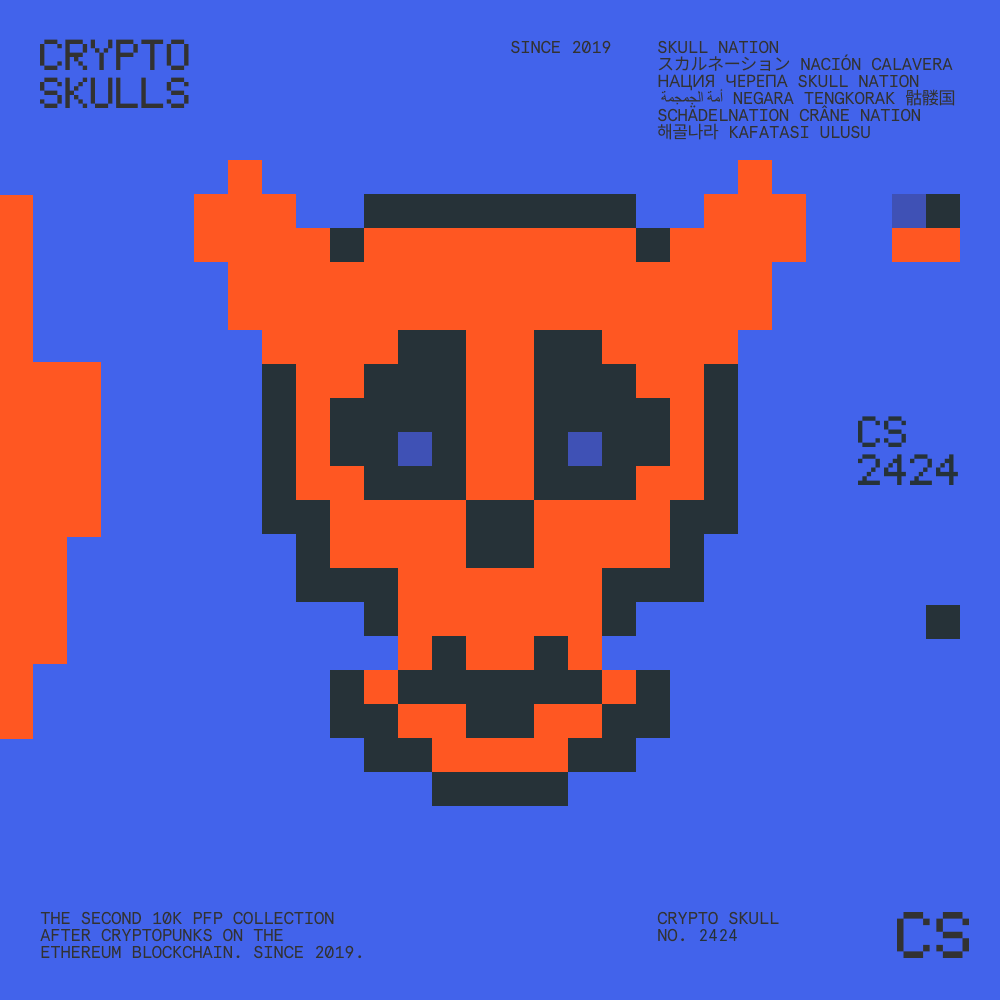 CRYPTO
SKULLS
SINCE 2019
SKULL NATION
スカルネーション NACIÓN CALAVERA
НАЦИЯ ЧЕРЕПА SKULL NATION
أمة الجمجمة NEGARA TENGKORAK 骷髅国
SCHÄDELNATION CRÂNE NATION
해골나라 KAFATASI ULUSU
CS
2424
THE SECOND 10K PFP COLLECTION
AFTER CRYPTOPUNKS ON THE
ETHEREUM BLOCKCHAIN. SINCE 2019.
CRYPTO SKULL
NO. 2424
CS